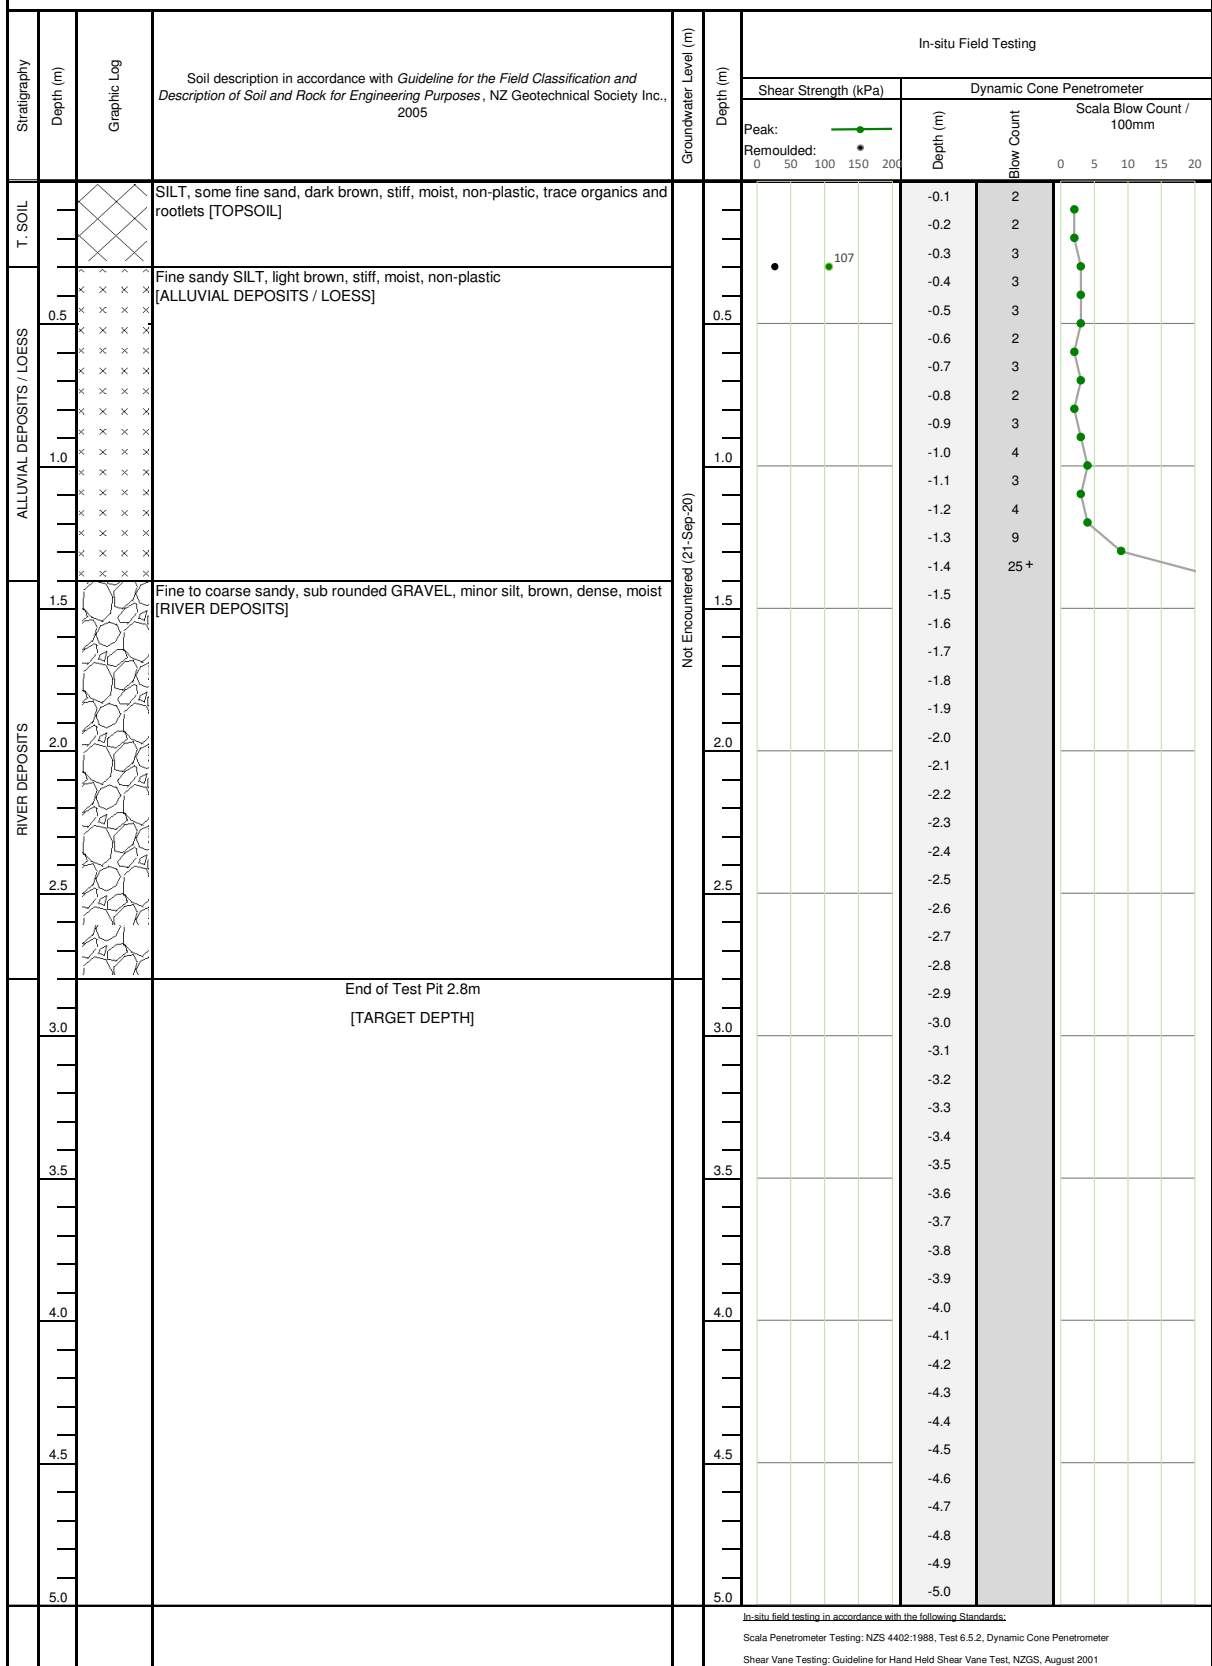 Stratigraphy
Depth (m)
Graphic Log
Soil description in accordance with Guideline for the Field Classification and
Description of Soil and Rock for Engineering Purposes, NZ Geotechnical Society Inc.,
2005
Groundwater Level (m)
Depth (m)
In-situ Field Testing
Shear Strength (kPa)
Dynamic Cone Penetrometer
Peak:
Remoulded:
0 50 100 150 200
Depth (m)
Blow Count
Scala Blow Count /
100mm
0 5 10 15 20
T. SOIL
SILT, some fine sand, dark brown, stiff, moist, non-plastic, trace organics and
rootlets [TOPSOIL]
ALLUVIAL DEPOSITS / LOESS
Fine sandy SILT, light brown, stiff, moist, non-plastic
[ALLUVIAL DEPOSITS / LOESS]
RIVER DEPOSITS
Fine to coarse sandy, sub rounded GRAVEL, minor silt, brown, dense, moist
[RIVER DEPOSITS]
End of Test Pit 2.8m
[TARGET DEPTH]
0.5
1.0
1.5
2.0
2.5
3.0
3.5
4.0
4.5
5.0
Not Encountered (21-Sep-20)
0.5
1.0
1.5
2.0
2.5
3.0
3.5
4.0
4.5
5.0
107
-0.1 2
-0.2 2
-0.3 3
-0.4 3
-0.5 3
-0.6 2
-0.7 3
-0.8 2
-0.9 3
-1.0 4
-1.1 3
-1.2 4
-1.3 9
-1.4 25+
-1.5
-1.6
-1.7
-1.8
-1.9
-2.0
-2.1
-2.2
-2.3
-2.4
-2.5
-2.6
-2.7
-2.8
-2.9
-3.0
-3.1
-3.2
-3.3
-3.4
-3.5
-3.6
-3.7
-3.8
-3.9
-4.0
-4.1
-4.2
-4.3
-4.4
-4.5
-4.6
-4.7
-4.8
-4.9
-5.0
In-situ field testing in accordance with the following Standards:
Scala Penetrometer Testing: NZS 4402:1988, Test 6.5.2, Dynamic Cone Penetrometer
Shear Vane Testing: Guideline for Hand Held Shear Vane Test, NZGS, August 2001